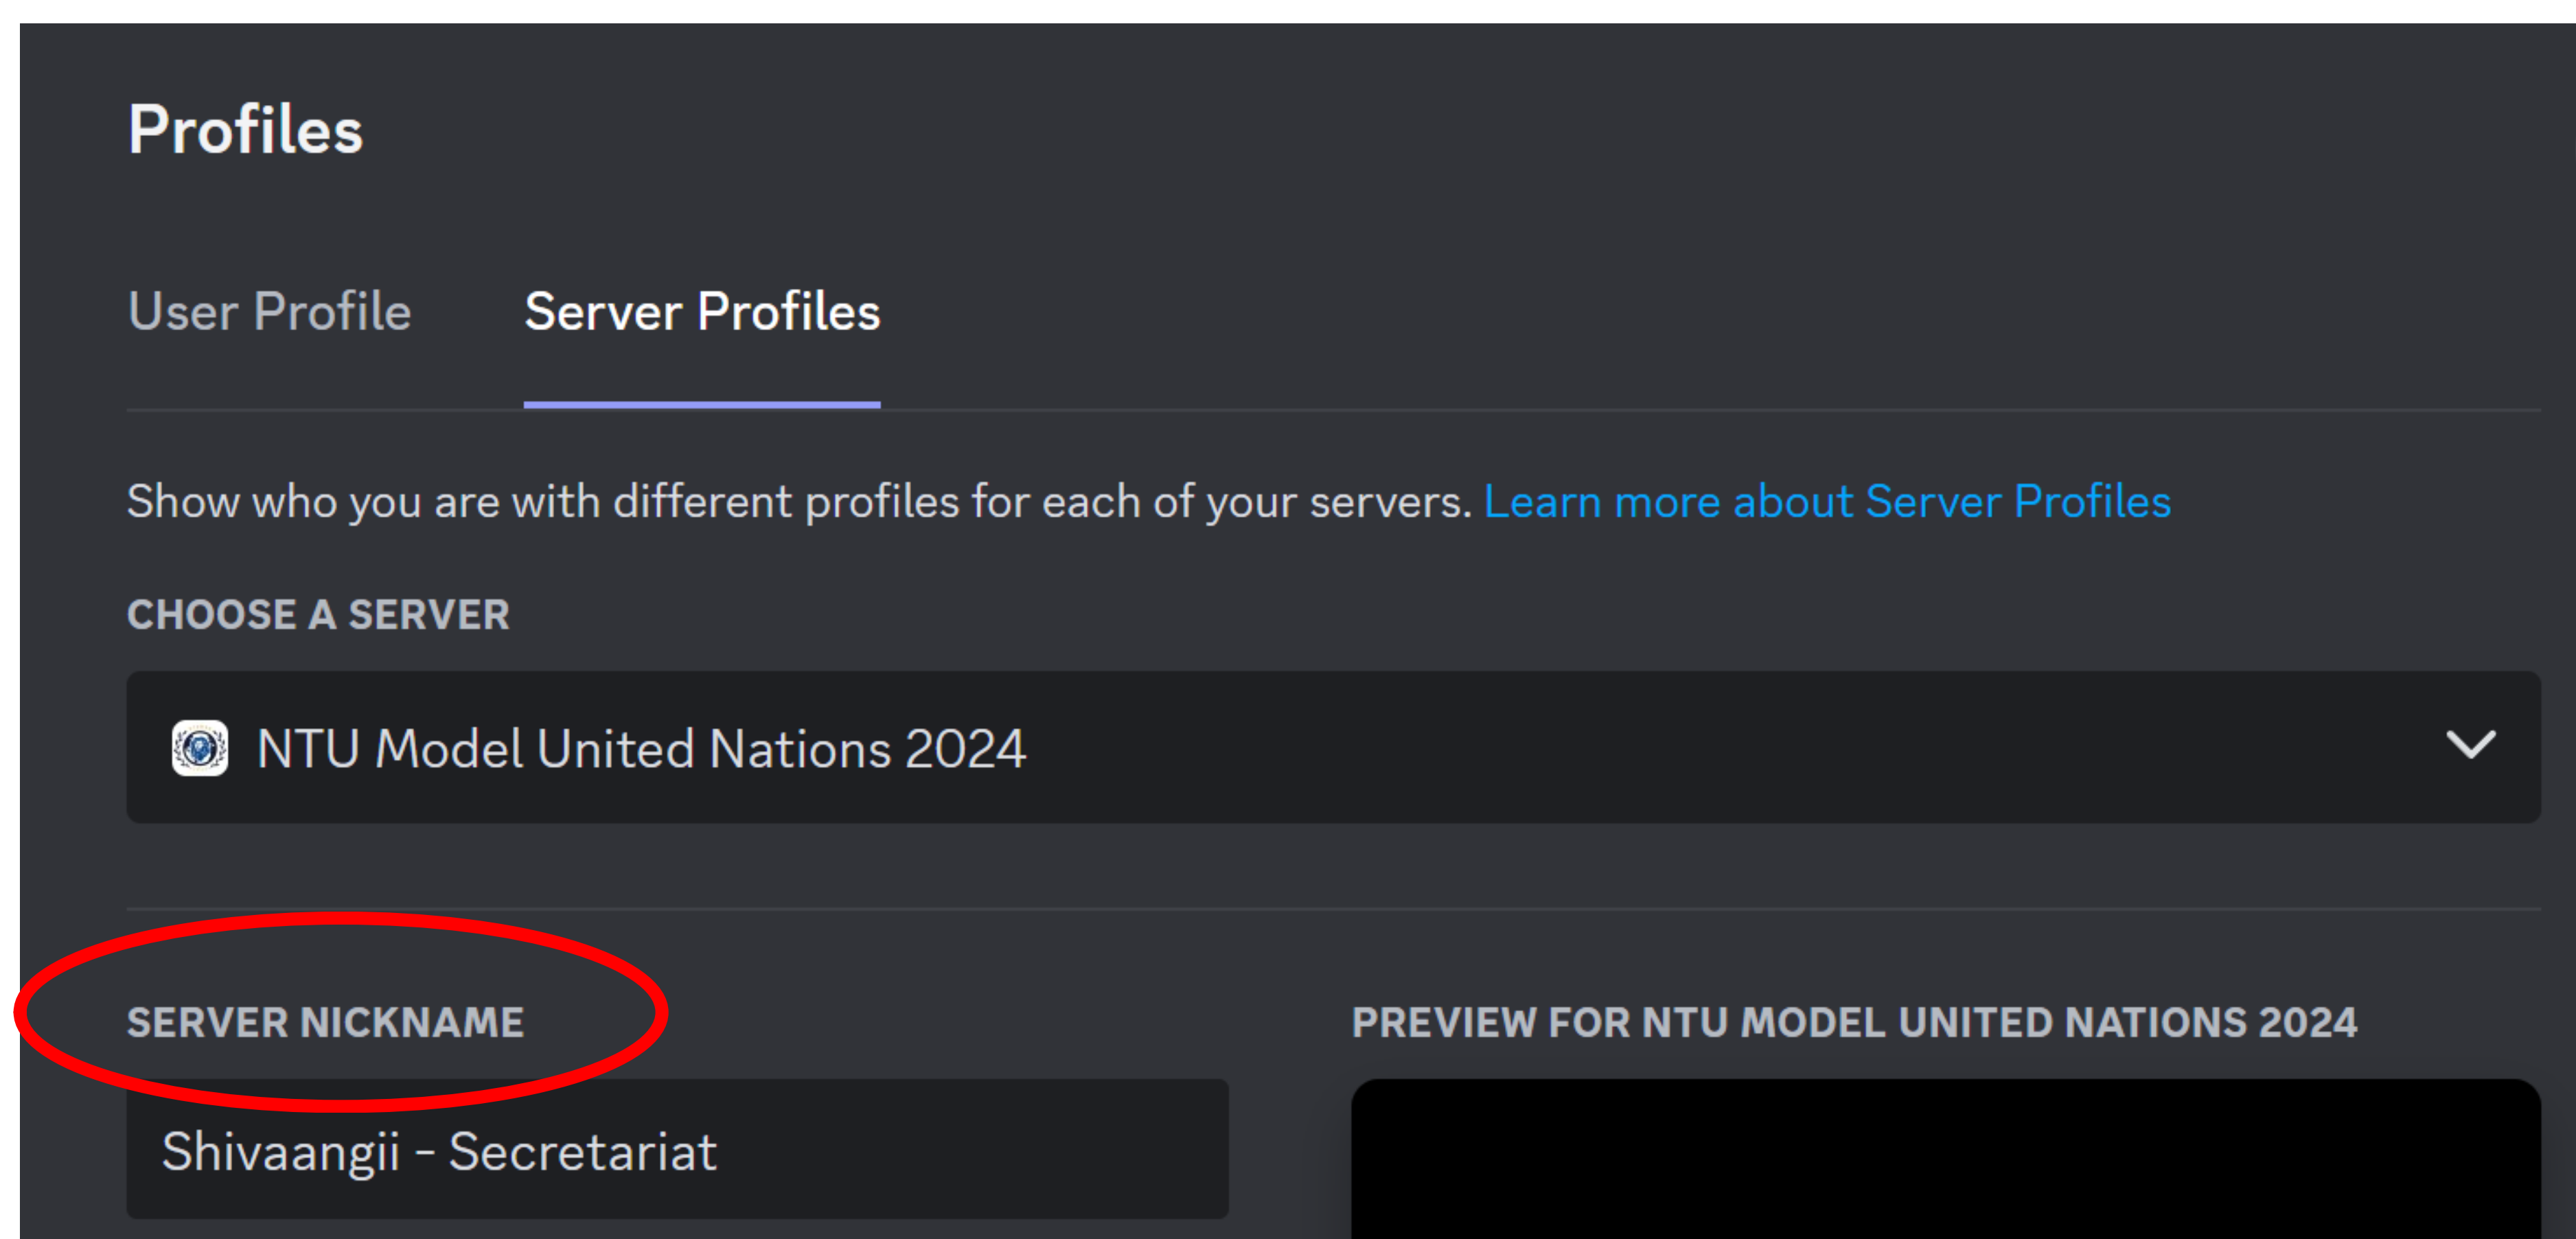 Profiles
User Profile Server Profiles
Show who you are with different profiles for each of your servers. Learn more about Server Profiles
CHOOSE A SERVER
NTU Model United Nations 2024
SERVER NICKNAME
Shivaangii - Secretariat
PREVIEW FOR NTU MODEL UNITED NATIONS 2024